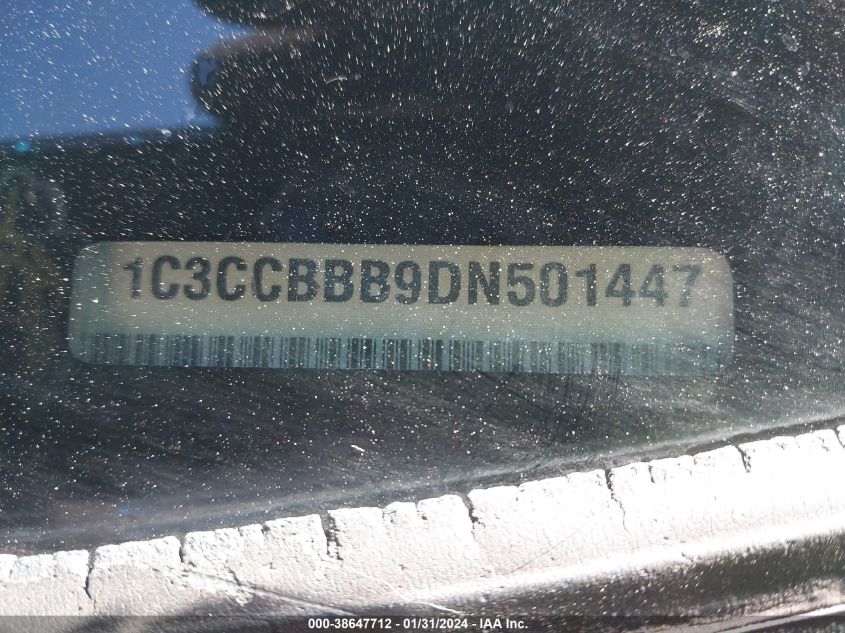 1C3CCBBB9DN501447
000-38647712 / 01/31/2024 - IAA Inc.